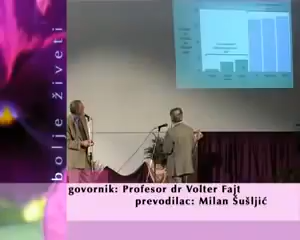 bolje živeti
govornik: Profesor dr Volter Fajt
prevodilac: Milan Šušljić